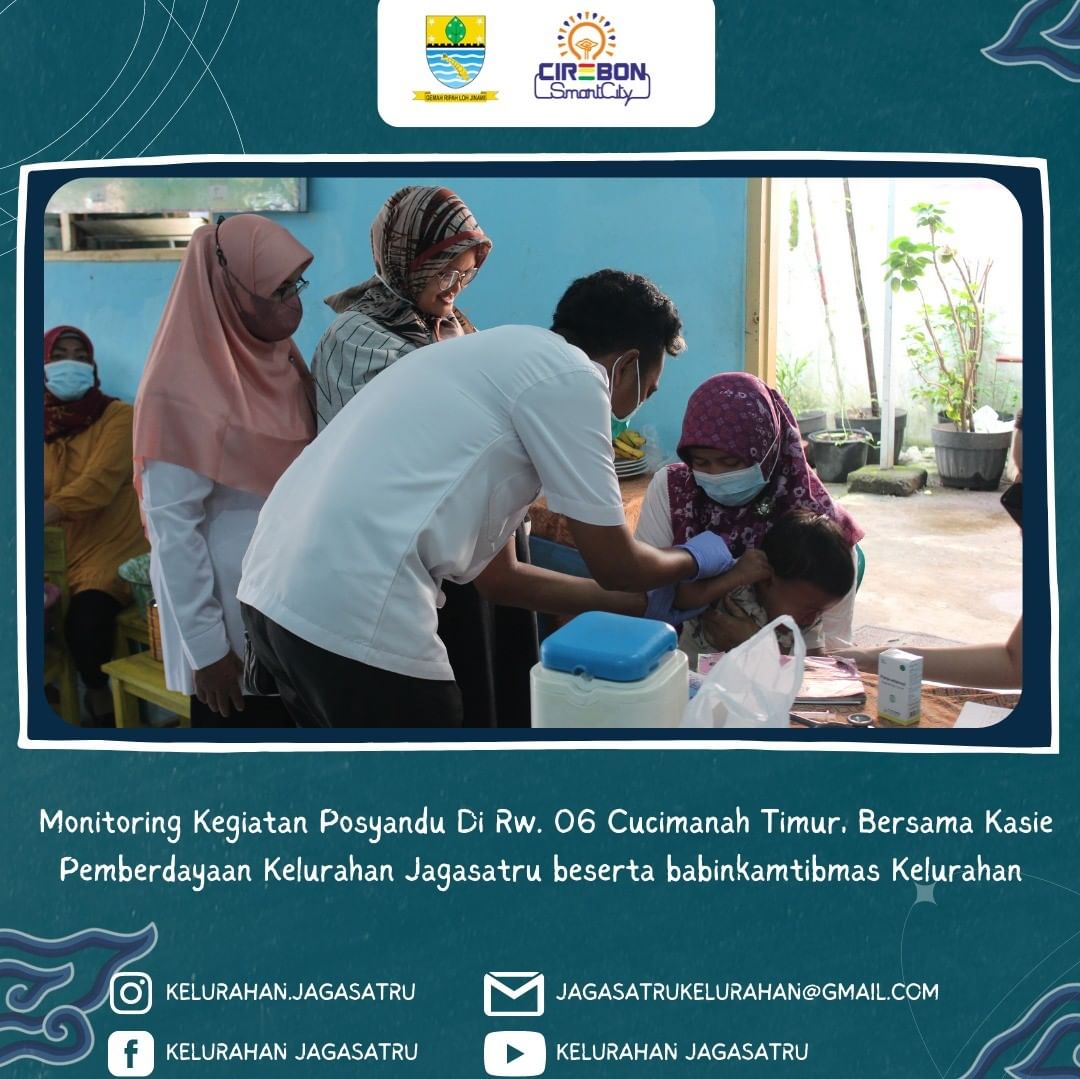 GEMAH RIPAH LOH JINAWI
CIREBON
SmartCity
Monitoring Kegiatan Posyandu Di Rw. 06 Cucimanah Timur. Bersama Kasie
Pemberdayaan Kelurahan Jagasatru beserta babinkamtibmas Kelurahan
KELURAHAN.JAGASATRU
JAGASATRUKELURAHAN@GMAIL.COM
KELURAHAN JAGASATRU
KELURAHAN JAGASATRU